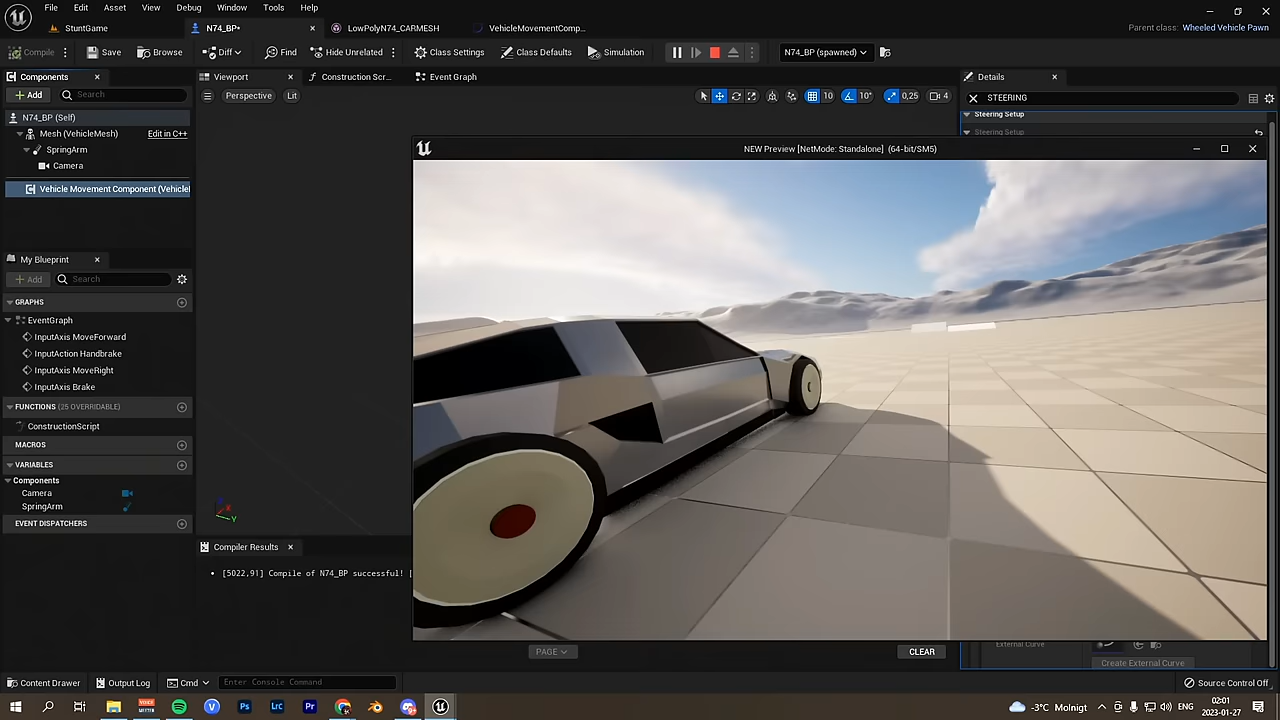 File Edit Asset View Debug Window Tools Help
StuntGame N74_BP• LowPolyN74_CARMESH VehicleMovementComp...
Parent class: Wheeled Vehicle Pawn
Compile Save Browse Diff Find Hide Unrelated Class Settings Class Defaults Simulation N74_BP (spawned)
Components
Add Search
N74_BP (Self)
Mesh (VehicleMesh) Edit in C++
SpringArm
Camera
Vehicle Movement Component (Vehicle
Viewport Construction Scr... Event Graph
Perspective Lit 10 10° 0,25 4
Details
STEERING
Steering Setup
Steering Setup
NEW Preview [NetMode: Standalone] (64-bit/SM5)
My Blueprint
Add Search
GRAPHS
EventGraph
InputAxis MoveForward
InputAction Handbrake
InputAxis MoveRight
InputAxis Brake
FUNCTIONS (25 OVERRIDABLE)
ConstructionScript
MACROS
VARIABLES
Components
Camera
SpringArm
EVENT DISPATCHERS
X
Y
Compiler Results
• [5022,91] Compile of N74_BP successful! [
PAGE CLEAR
External Curve
Create External Curve
Content Drawer Output Log Cmd Enter Console Command Source Control Off
Ps Lrc Pr
-3°C Molnigt 02:01
2023-01-27